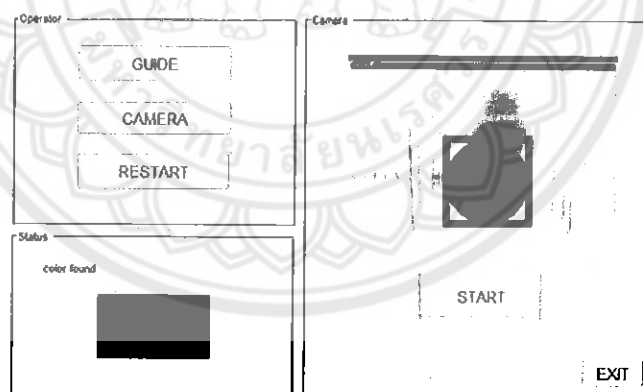 Operator
GUIDE
CAMERA
RESTART
Status
color found
Camera
START
EXIT